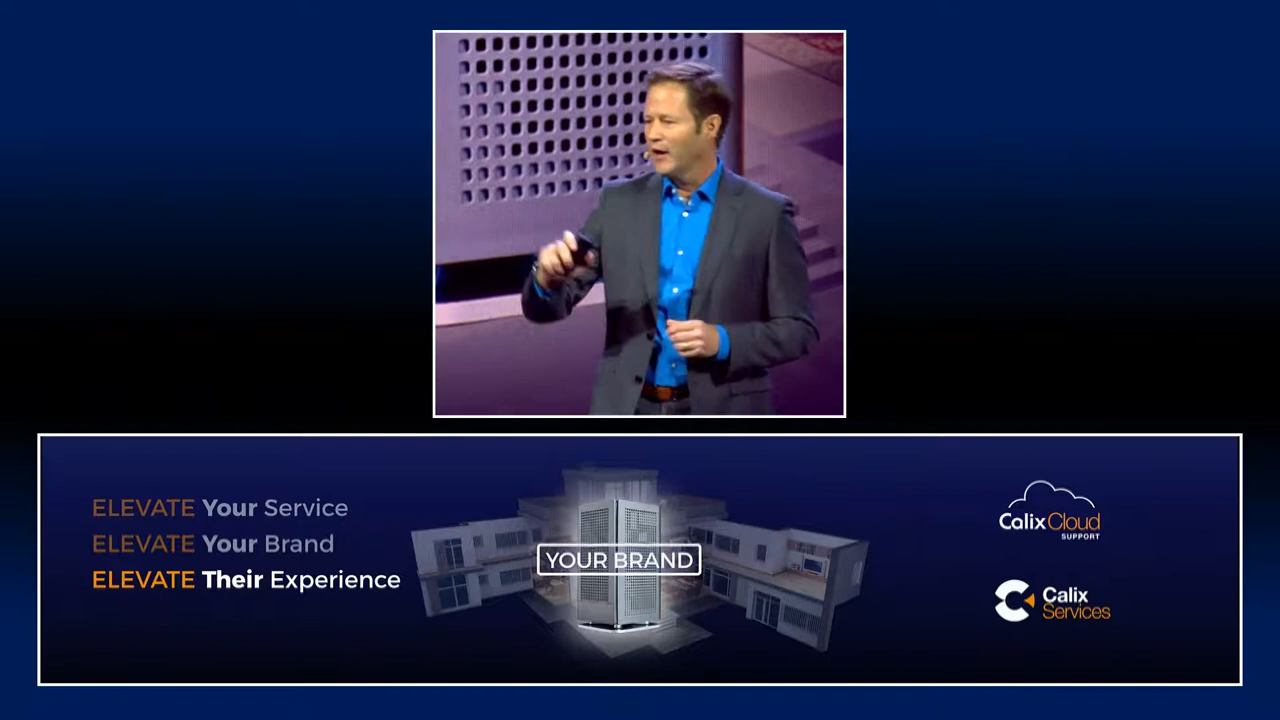 ELEVATE Your Service
ELEVATE Your Brand
ELEVATE Their Experience
YOUR BRAND
CalixCloud
SUPPORT
Calix
Services